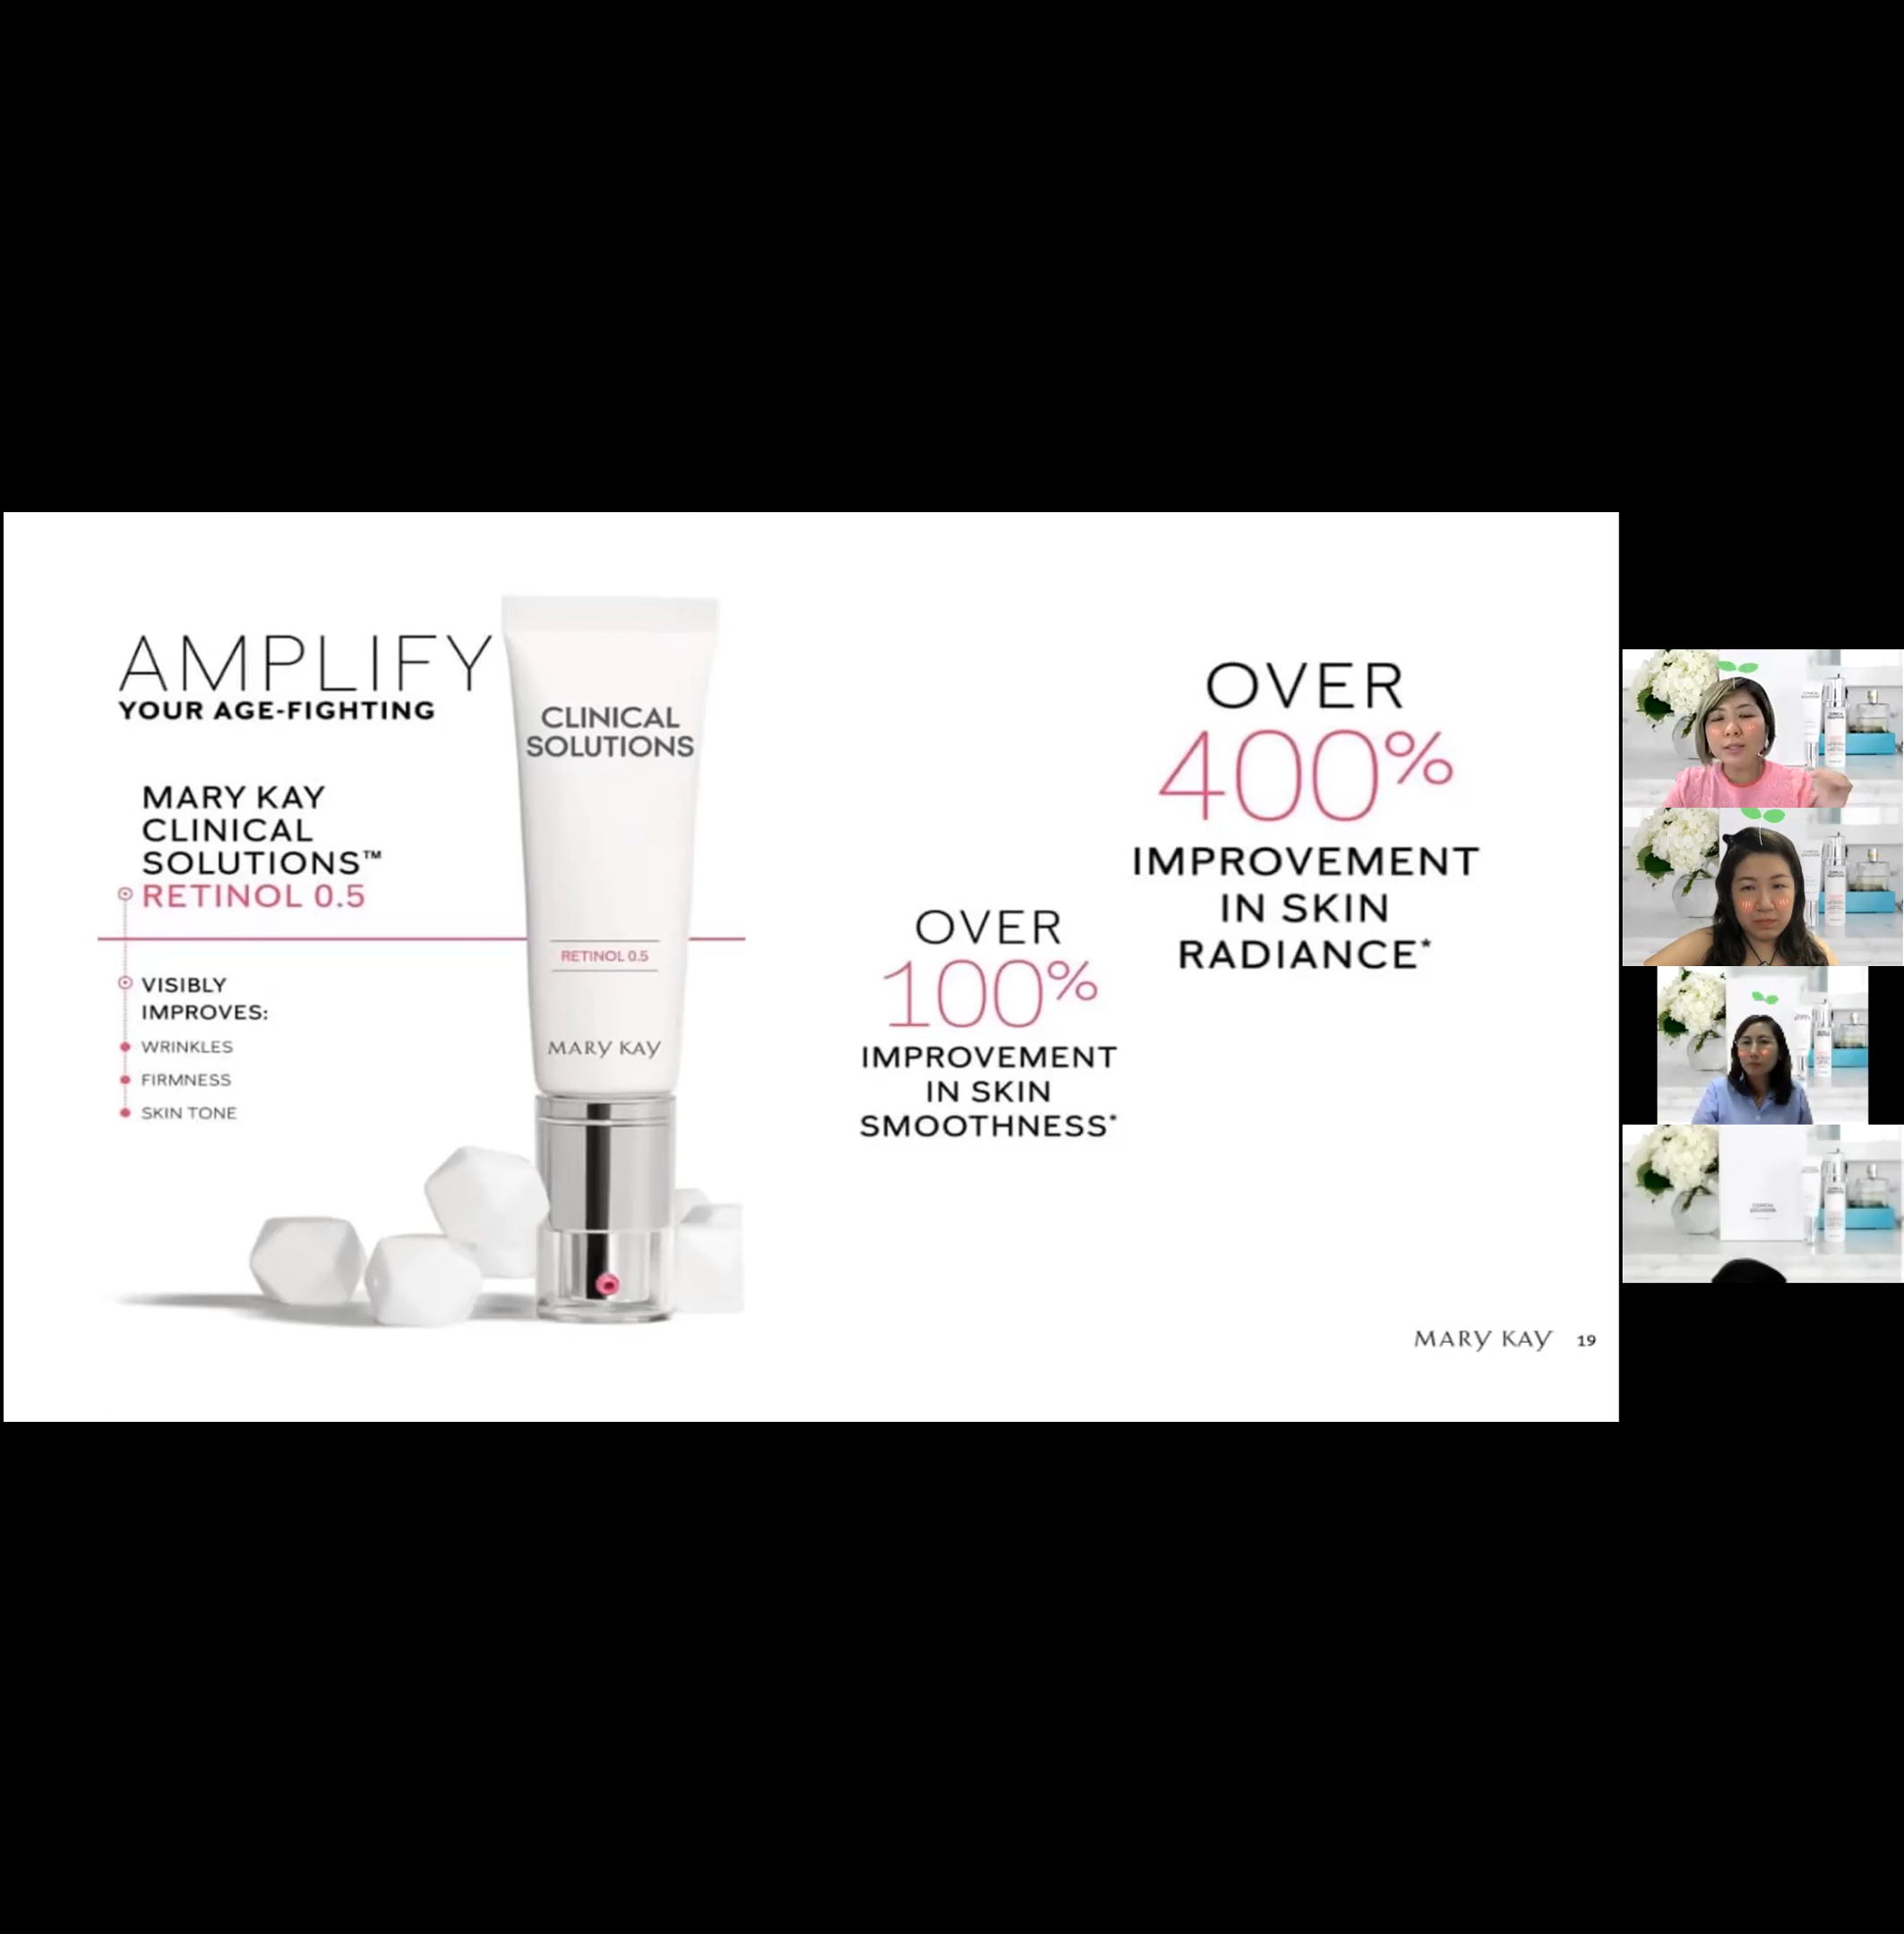 AMPLIFY
YOUR AGE-FIGHTING
MARY KAY
CLINICAL
SOLUTIONS™
RETINOL 0.5
VISIBLY
IMPROVES:
WRINKLES
FIRMNESS
SKIN TONE
CLINICAL
SOLUTIONS
RETINOL 0.5
MARY KAY
OVER
100%
IMPROVEMENT
IN SKIN
SMOOTHNESS*
OVER
400%
IMPROVEMENT
IN SKIN
RADIANCE*
MARY KAY 19